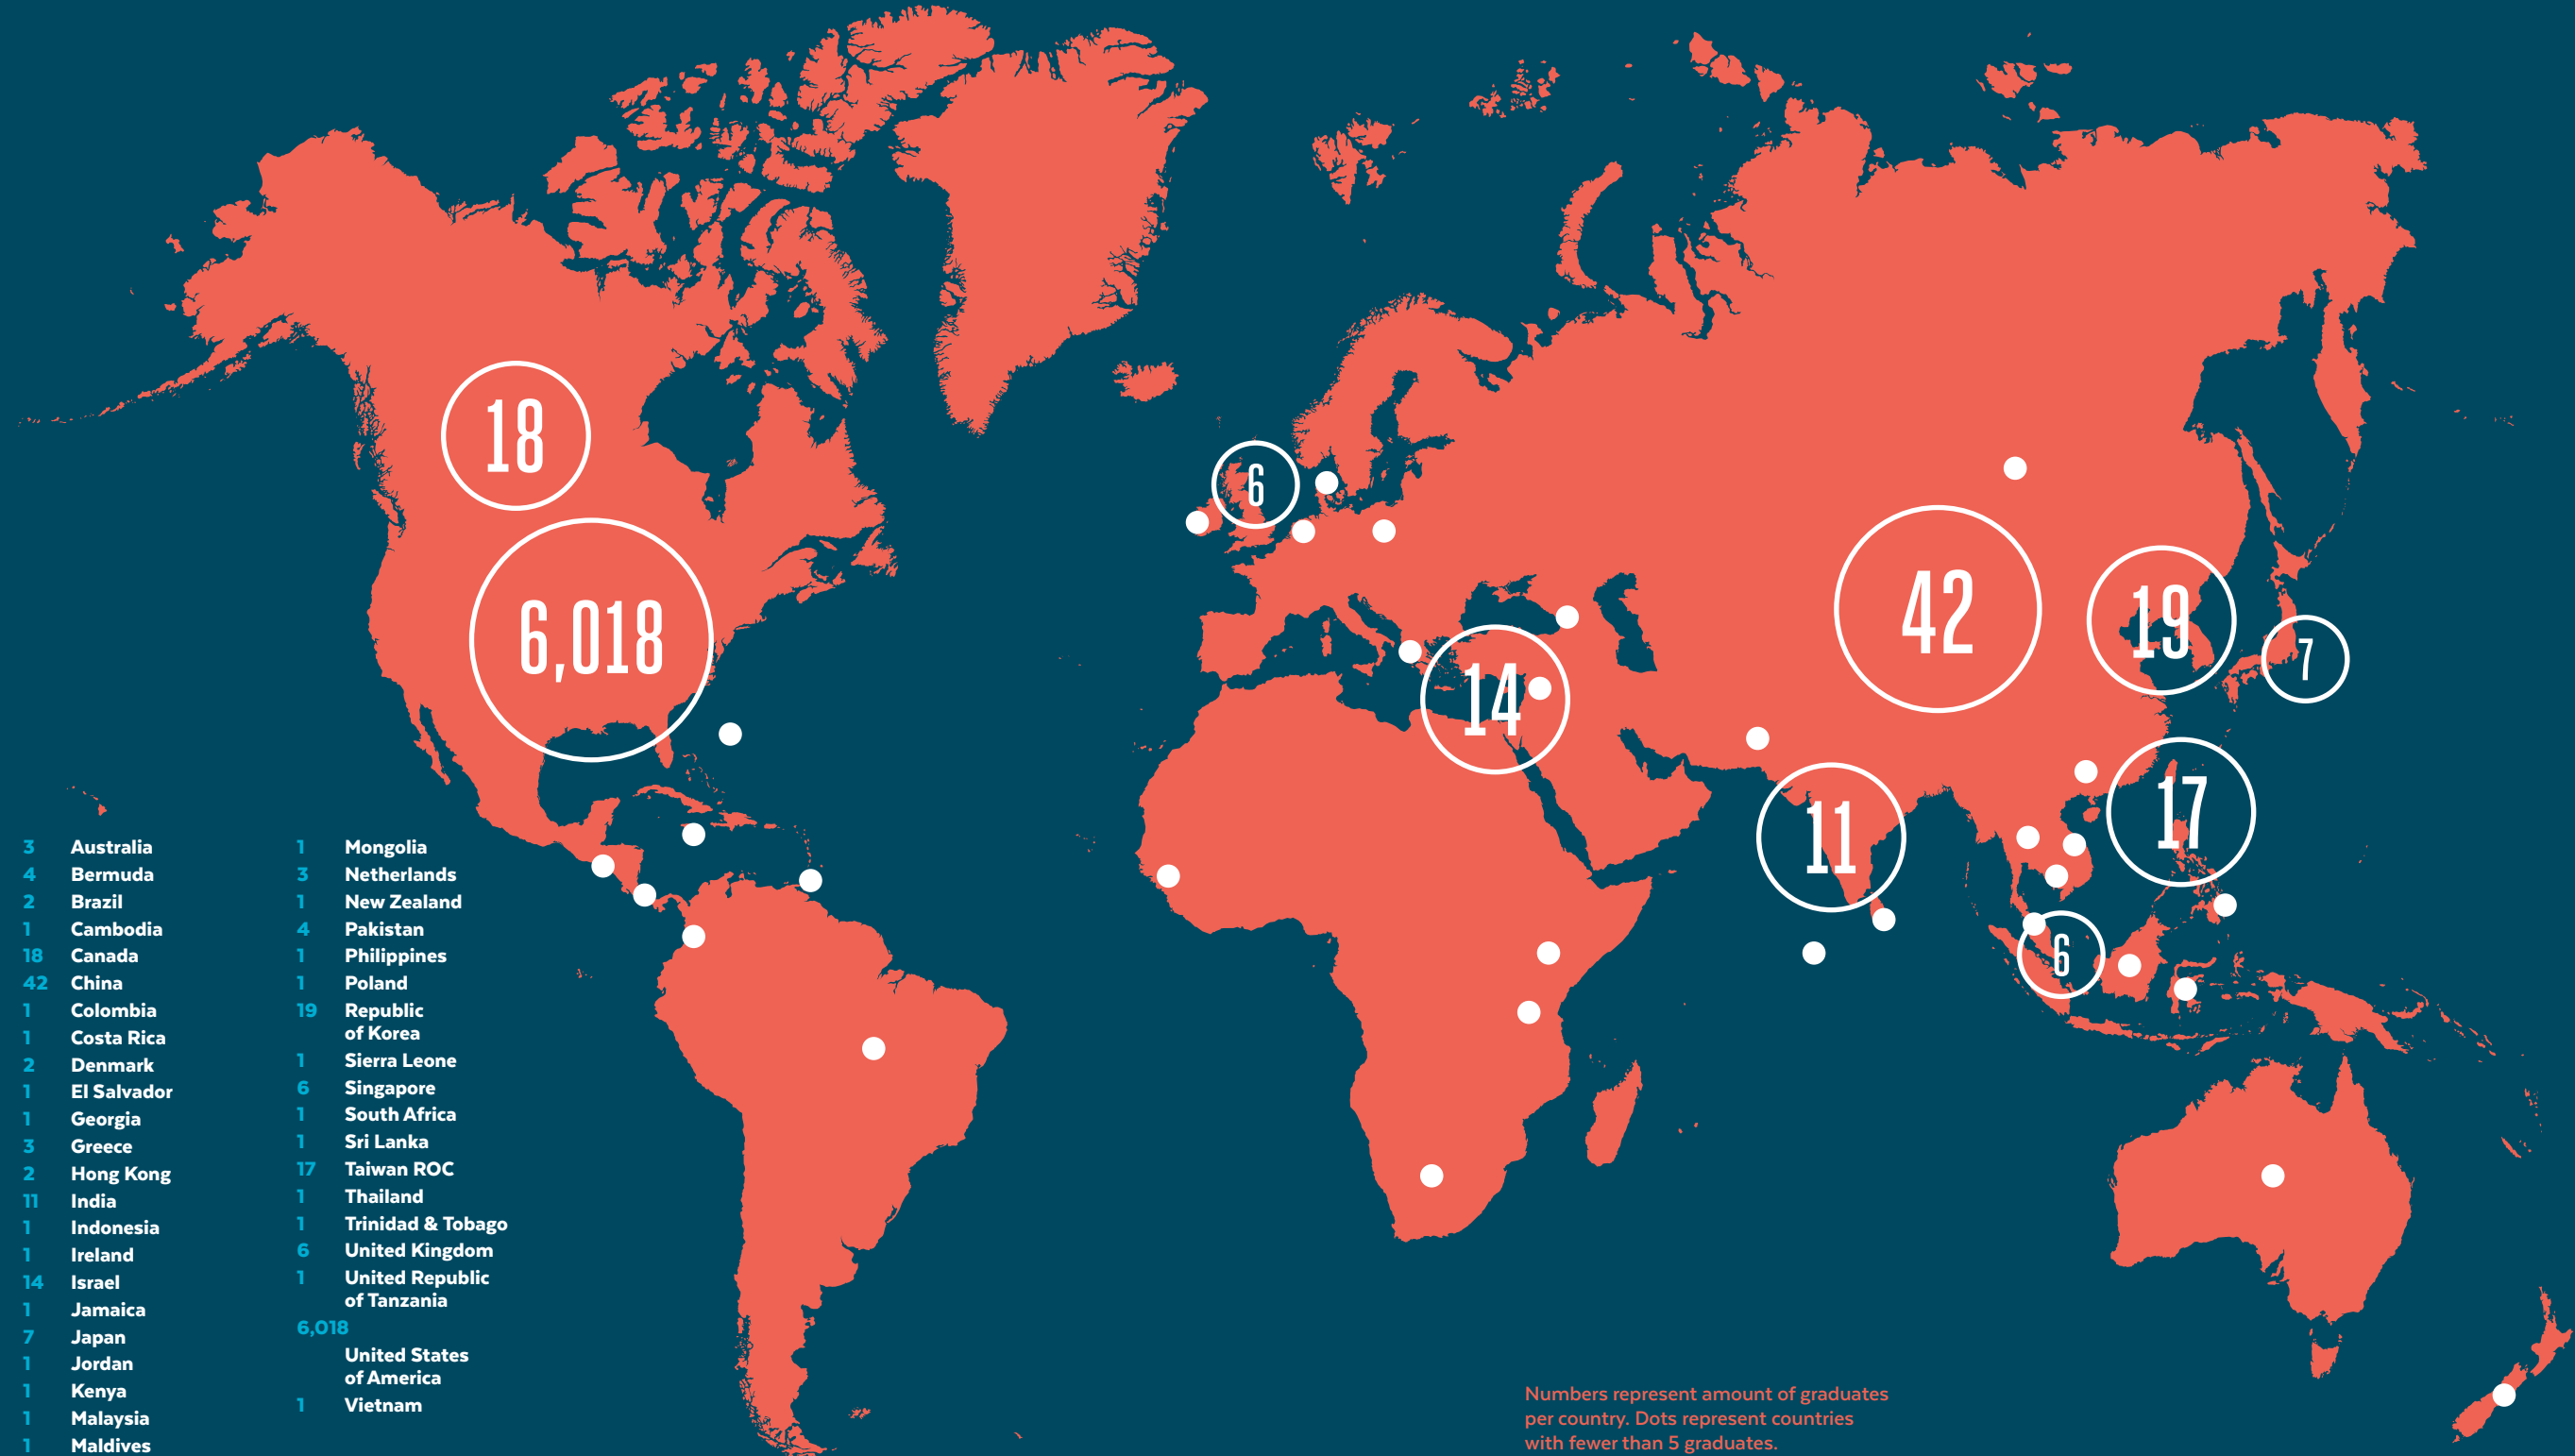 18
6,018
6
14
42
19
7
11
17
6
3 Australia
4 Bermuda
2 Brazil
1 Cambodia
18 Canada
42 China
1 Colombia
1 Costa Rica
2 Denmark
1 El Salvador
1 Georgia
3 Greece
2 Hong Kong
11 India
1 Indonesia
1 Ireland
14 Israel
1 Jamaica
7 Japan
1 Jordan
1 Kenya
1 Malaysia
1 Maldives
1 Mongolia
3 Netherlands
1 New Zealand
4 Pakistan
1 Philippines
1 Poland
19 Republic
of Korea
1 Sierra Leone
6 Singapore
1 South Africa
1 Sri Lanka
17 Taiwan ROC
1 Thailand
1 Trinidad & Tobago
6 United Kingdom
1 United Republic
of Tanzania
6,018
United States
of America
1 Vietnam
Numbers represent amount of graduates
per country. Dots represent countries
with fewer than 5 graduates.